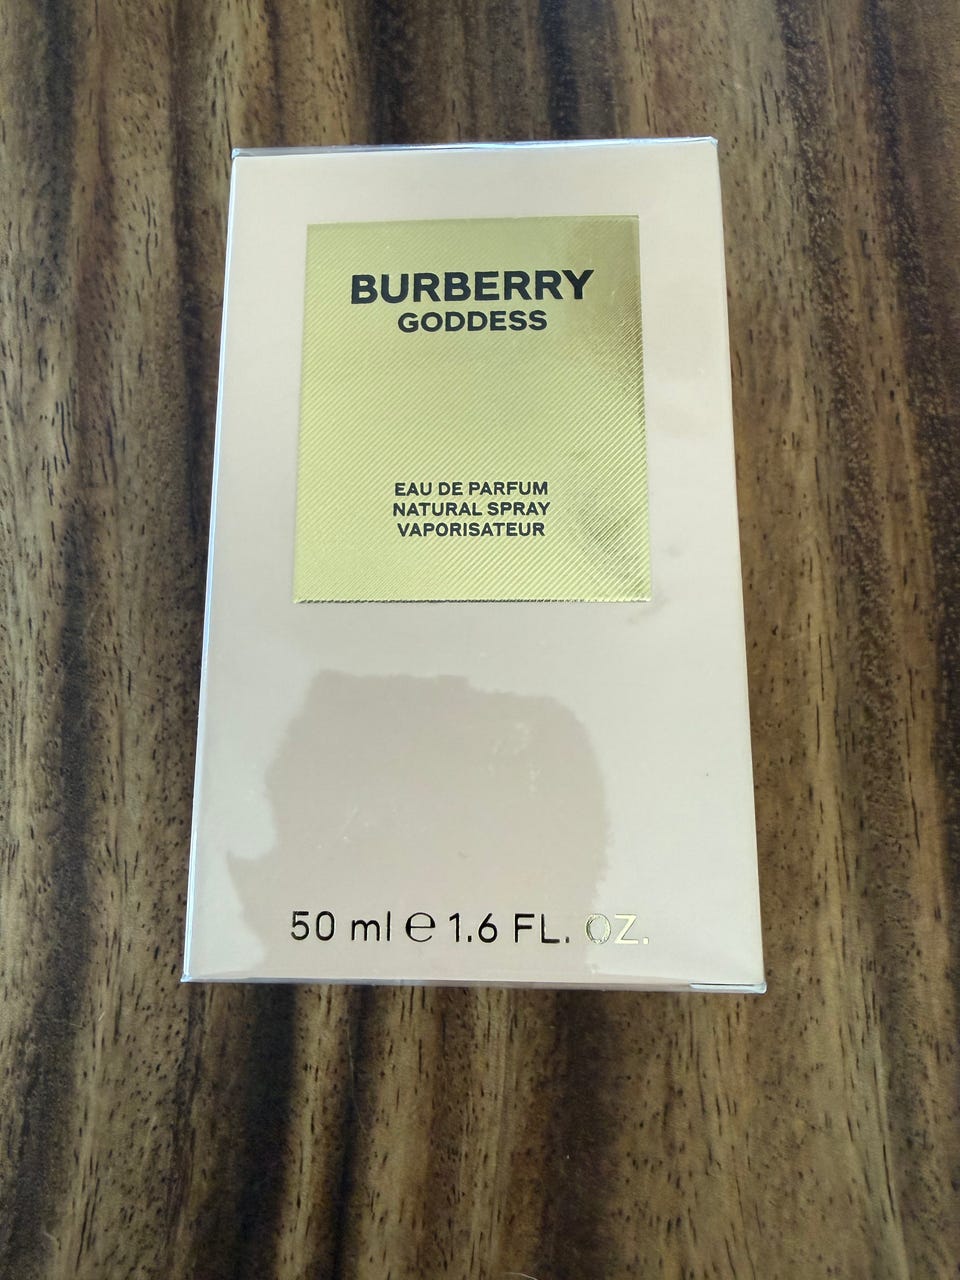 BURBERRY
GODDESS
EAU DE PARFUM
NATURAL SPRAY
VAPORISATEUR
50 ml ℮ 1.6 FL. OZ.